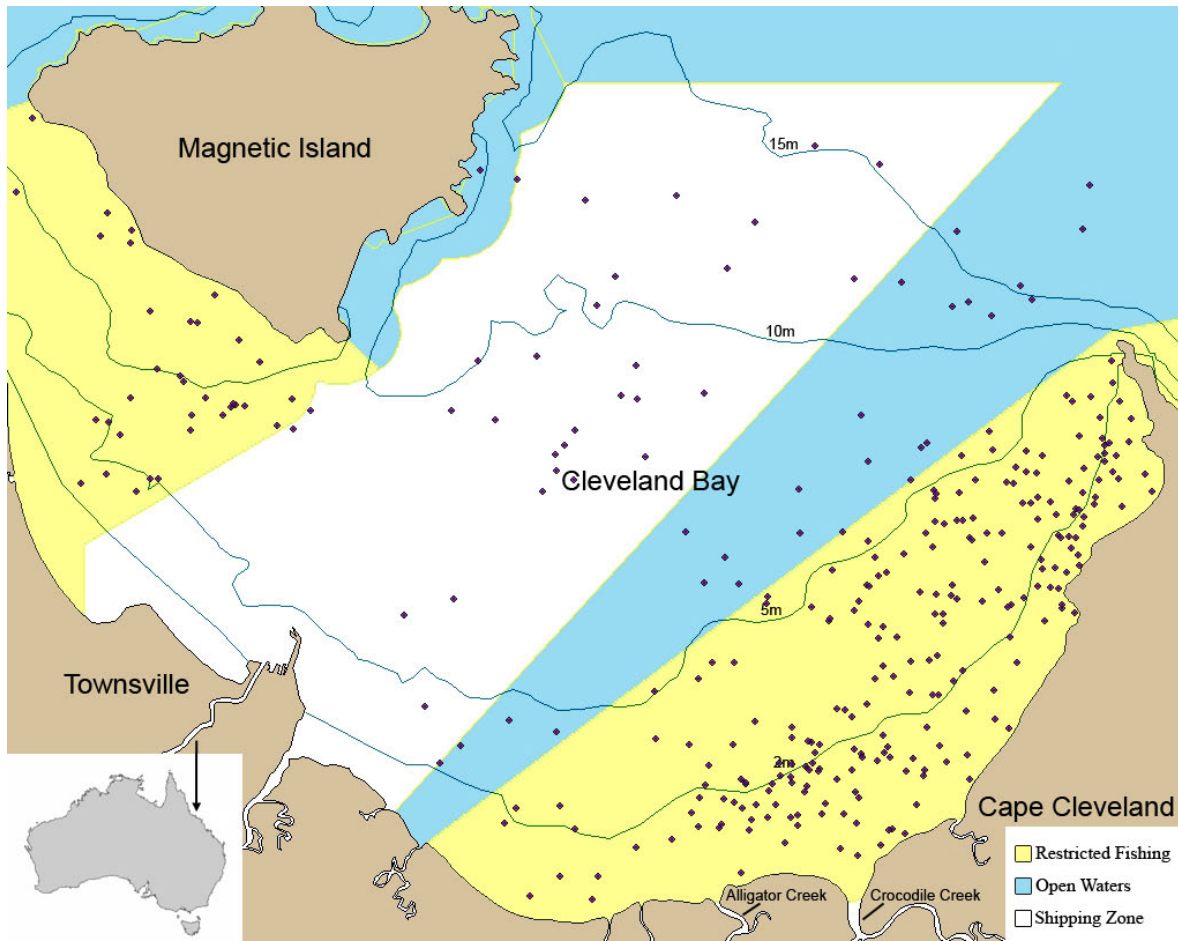 Magnetic Island
15m
10m
Cleveland Bay
5m
Townsville
2m
Cape Cleveland
Restricted Fishing
Open Waters
Shipping Zone
Alligator Creek
Crocodile Creek